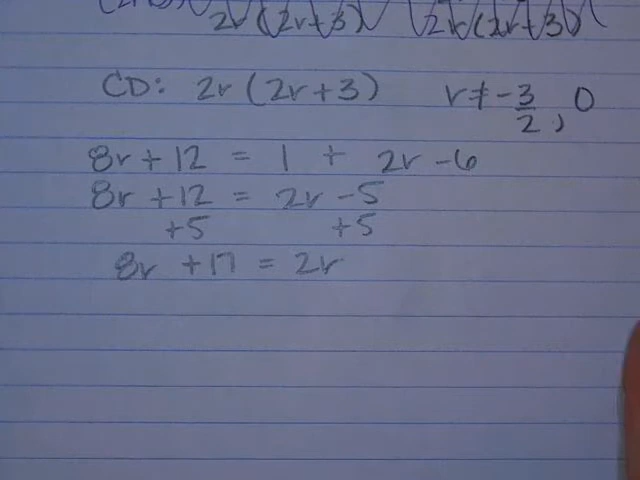 2r(2r+3) 2r(2r+3)
CD: 2r(2r+3) r≠-3/2, 0
8r+12 = 1 + 2r-6
8r+12 = 2r-5
+5 +5
8r+17 = 2r